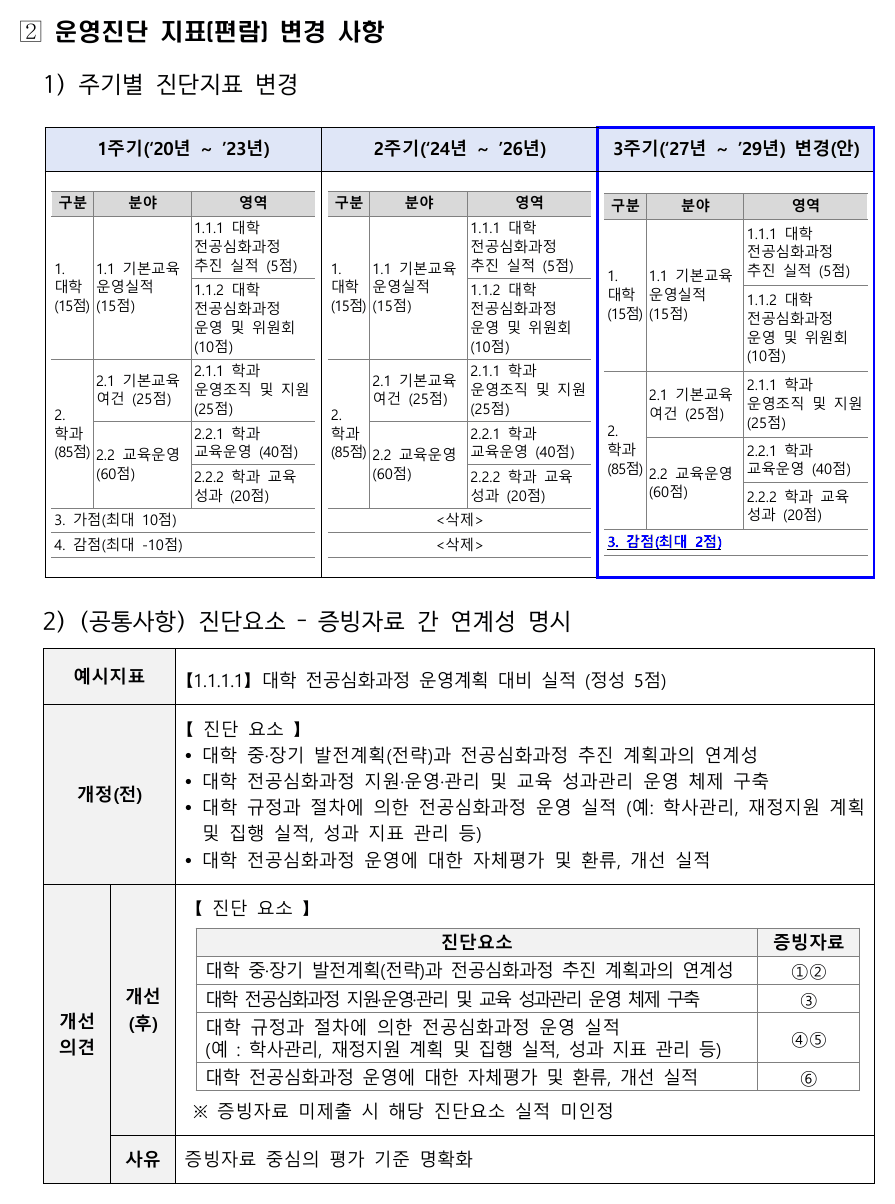 ② 운영진단 지표(편람) 변경 사항
1) 주기별 진단지표 변경
1주기(‘20년 ~ ’23년)
2주기(‘24년 ~ ’26년)
3주기(‘27년 ~ ’29년) 변경(안)
구분 분야 영역
1.
대학
(15점)
1.1 기본교육
운영실적
(15점)
1.1.1 대학
전공심화과정
추진 실적 (5점)
1.1.2 대학
전공심화과정
운영 및 위원회
(10점)
2.
학과
(85점)
2.1 기본교육
여건 (25점)
2.1.1 학과
운영조직 및 지원
(25점)
2.2 교육운영
(60점)
2.2.1 학과
교육운영 (40점)
2.2.2 학과 교육
성과 (20점)
3. 가점(최대 10점)
4. 감점(최대 -10점)
구분 분야 영역
1.
대학
(15점)
1.1 기본교육
운영실적
(15점)
1.1.1 대학
전공심화과정
추진 실적 (5점)
1.1.2 대학
전공심화과정
운영 및 위원회
(10점)
2.
학과
(85점)
2.1 기본교육
여건 (25점)
2.1.1 학과
운영조직 및 지원
(25점)
2.2 교육운영
(60점)
2.2.1 학과
교육운영 (40점)
2.2.2 학과 교육
성과 (20점)
<삭제>
<삭제>
구분 분야 영역
1.
대학
(15점)
1.1 기본교육
운영실적
(15점)
1.1.1 대학
전공심화과정
추진 실적 (5점)
1.1.2 대학
전공심화과정
운영 및 위원회
(10점)
2.
학과
(85점)
2.1 기본교육
여건 (25점)
2.1.1 학과
운영조직 및 지원
(25점)
2.2 교육운영
(60점)
2.2.1 학과
교육운영 (40점)
2.2.2 학과 교육
성과 (20점)
3. 감점(최대 2점)
2) (공통사항) 진단요소 - 증빙자료 간 연계성 명시
예시지표
【1.1.1.1】 대학 전공심화과정 운영계획 대비 실적 (정성 5점)
개정(전)
【 진단 요소 】
• 대학 중·장기 발전계획(전략)과 전공심화과정 추진 계획과의 연계성
• 대학 전공심화과정 지원·운영·관리 및 교육 성과관리 운영 체제 구축
• 대학 규정과 절차에 의한 전공심화과정 운영 실적 (예: 학사관리, 재정지원 계획
및 집행 실적, 성과 지표 관리 등)
• 대학 전공심화과정 운영에 대한 자체평가 및 환류, 개선 실적
개선
의견
개선
(후)
【 진단 요소 】
진단요소 증빙자료
대학 중·장기 발전계획(전략)과 전공심화과정 추진 계획과의 연계성 ①②
대학 전공심화과정 지원·운영·관리 및 교육 성과관리 운영 체제 구축 ③
대학 규정과 절차에 의한 전공심화과정 운영 실적
(예 : 학사관리, 재정지원 계획 및 집행 실적, 성과 지표 관리 등) ④⑤
대학 전공심화과정 운영에 대한 자체평가 및 환류, 개선 실적 ⑥
※ 증빙자료 미제출 시 해당 진단요소 실적 미인정
사유
증빙자료 중심의 평가 기준 명확화